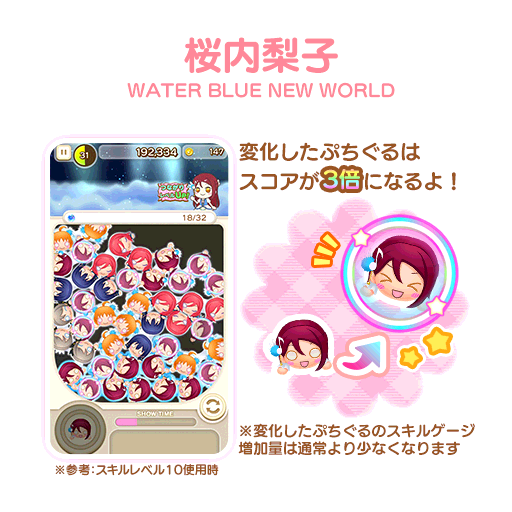 桜内梨子
WATER BLUE NEW WORLD
31
192,334
147
18/32
SHOW TIME
※参考：スキルレベル10使用時
変化したぷちぐるは
スコアが3倍になるよ！
※変化したぷちぐるのスキルゲージ
増加量は通常より少なくなります